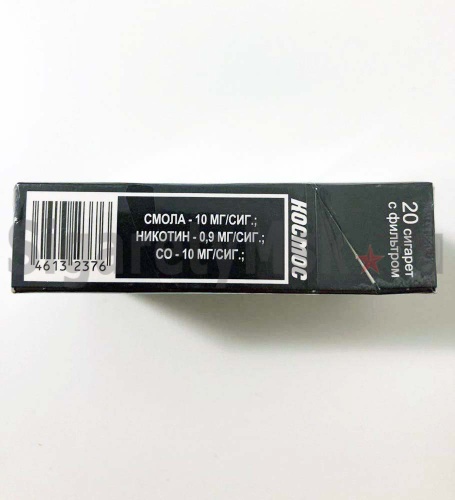 4613 2376
СМОЛА - 10 МГ/СИГ.;
НИКОТИН - 0,9 МГ/СИГ.;
СО - 10 МГ/СИГ.;
КОСМОС
20 сигарет
с фильтром